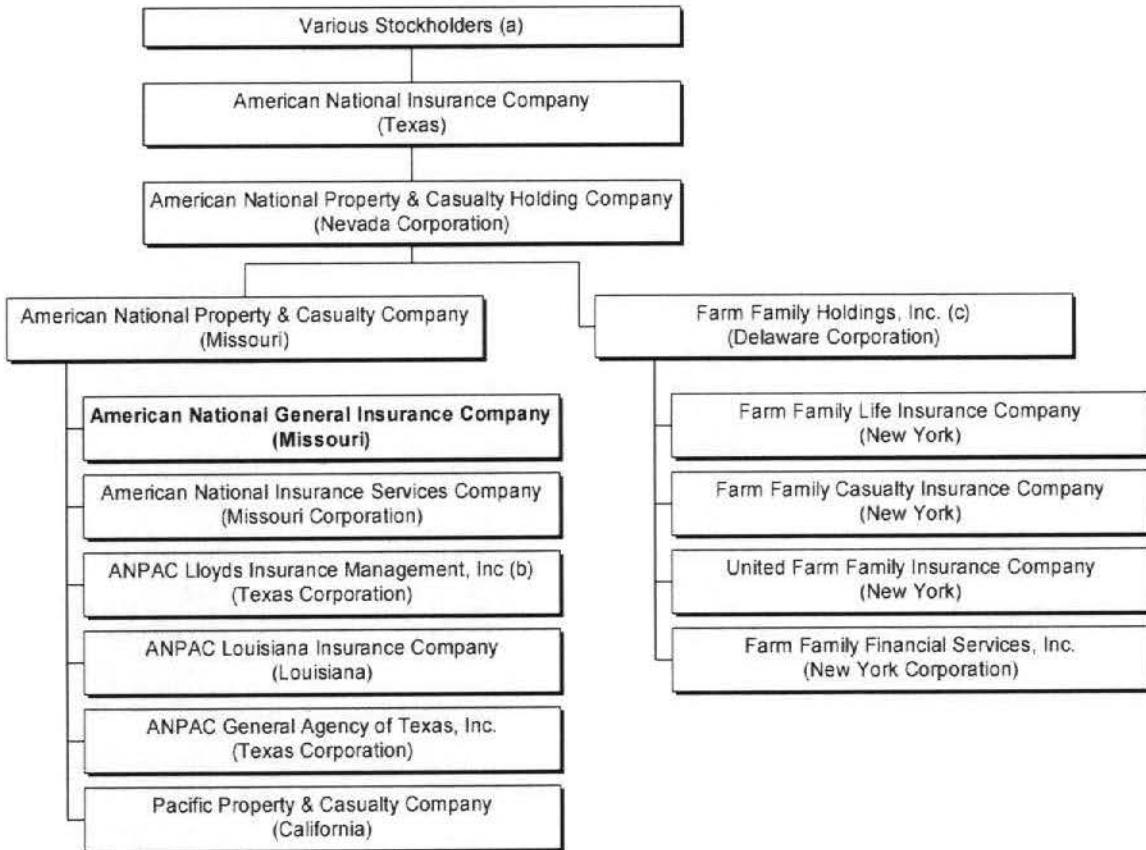 Various Stockholders (a)
American National Insurance Company
(Texas)
American National Property & Casualty Holding Company
(Nevada Corporation)
American National Property & Casualty Company
(Missouri)
American National General Insurance Company
(Missouri)
American National Insurance Services Company
(Missouri Corporation)
ANPAC Lloyds Insurance Management, Inc (b)
(Texas Corporation)
ANPAC Louisiana Insurance Company
(Louisiana)
ANPAC General Agency of Texas, Inc.
(Texas Corporation)
Pacific Property & Casualty Company
(California)
Farm Family Holdings, Inc. (c)
(Delaware Corporation)
Farm Family Life Insurance Company
(New York)
Farm Family Casualty Insurance Company
(New York)
United Farm Family Insurance Company
(New York)
Farm Family Financial Services, Inc.
(New York Corporation)